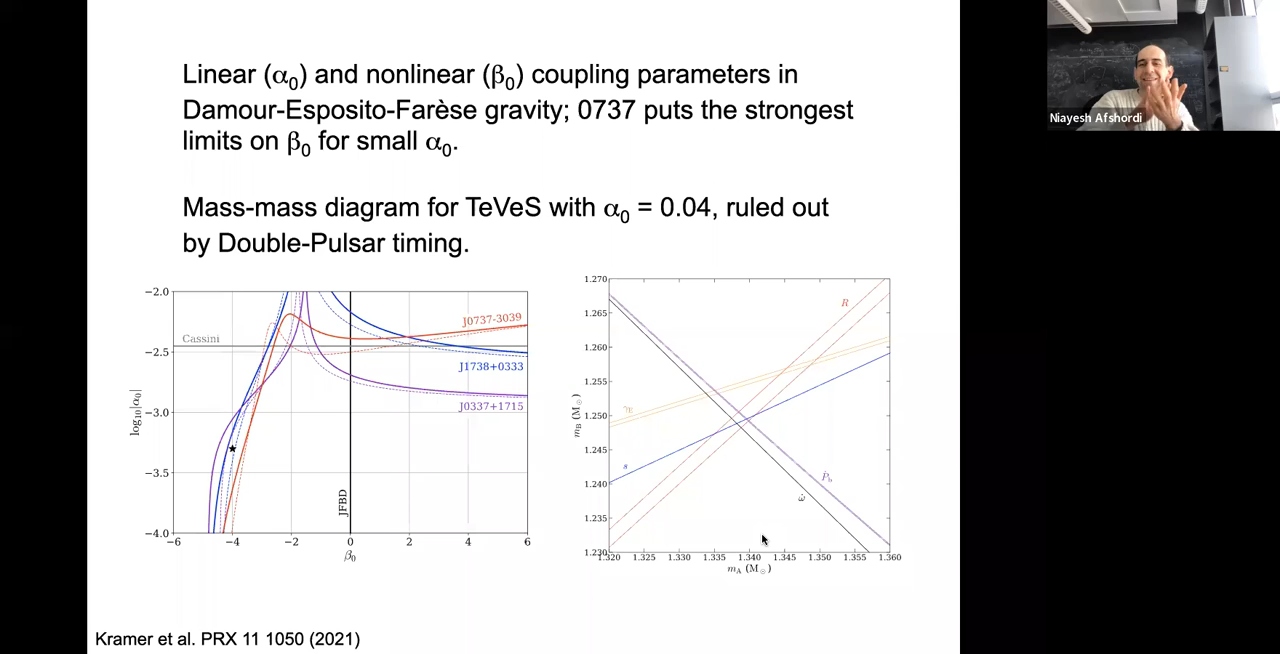 Linear (α₀) and nonlinear (β₀) coupling parameters in
Damour-Esposito-Farèse gravity; 0737 puts the strongest
limits on β₀ for small α₀.
Mass-mass diagram for TeVeS with α₀ = 0.04, ruled out
by Double-Pulsar timing.
Niayesh Afshordi
−2.0
−2.5
−3.0
−3.5
−4.0
log₁₀|α₀|
Cassini
J0737-3039
J1738+0333
J0337+1715
JFBD
−6 −4 −2 0 2 4 6
β₀
1.270
1.265
1.260
1.255
1.250
1.245
1.240
1.235
1.230
m_B (M☉)
R
γ_E
s
Ṗ_b
ω̇
1.320 1.325 1.330 1.335 1.340 1.345 1.350 1.355 1.360
m_A (M☉)
Kramer et al. PRX 11 1050 (2021)